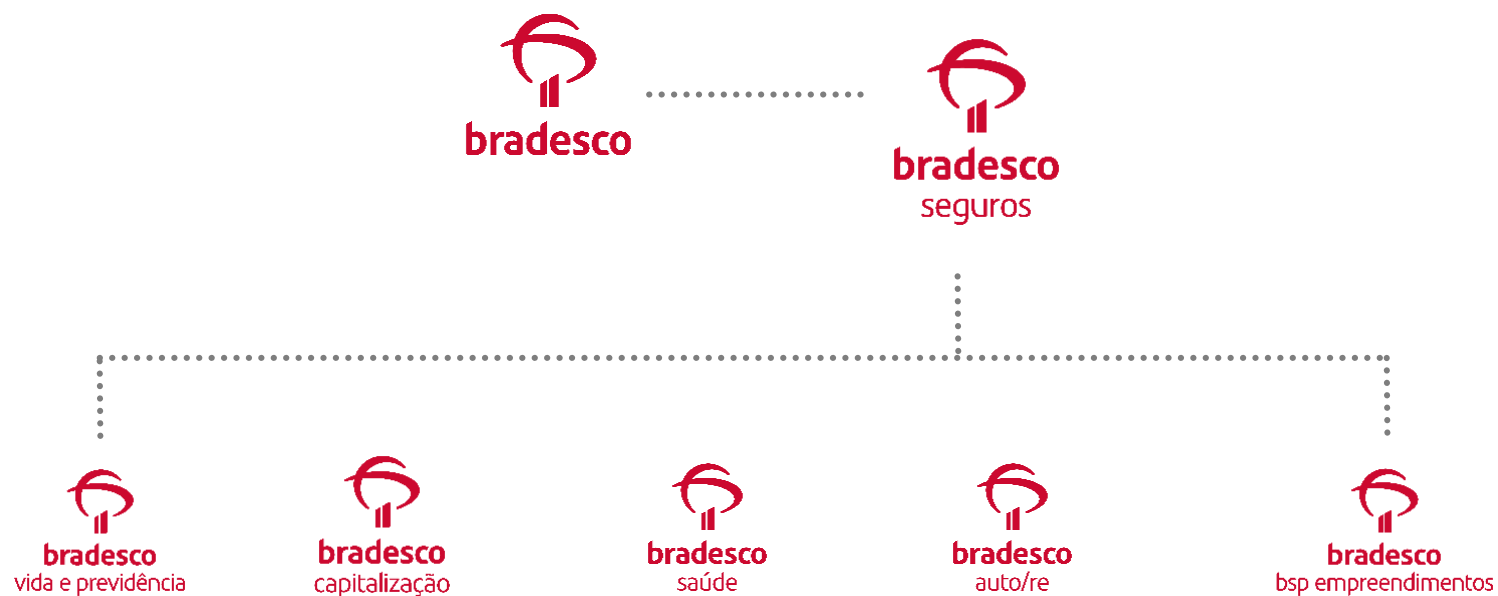 bradesco
bradesco
seguros
bradesco
vida e previdência
bradesco
capitalização
bradesco
saúde
bradesco
auto/re
bradesco
bsp empreendimentos